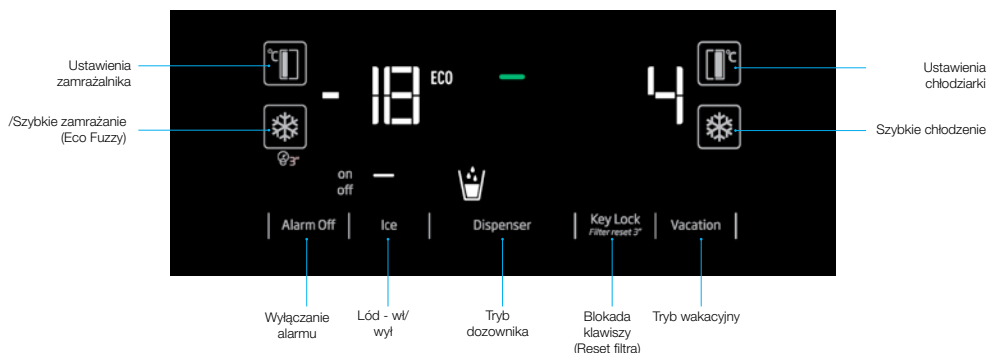 Ustawienia
zamrażalnika
/Szybkie zamrażanie
(Eco Fuzzy)
°C
- 18 ECO
4
°C
3"
on
off
Alarm Off
Ice
Dispenser
Key Lock
Filter reset 3"
Vacation
Ustawienia
chłodziarki
Szybkie chłodzenie
Wyłączanie
alarmu
Lód - wł/
wył
Tryb
dozownika
Blokada
klawiszy
(Reset filtra)
Tryb wakacyjny